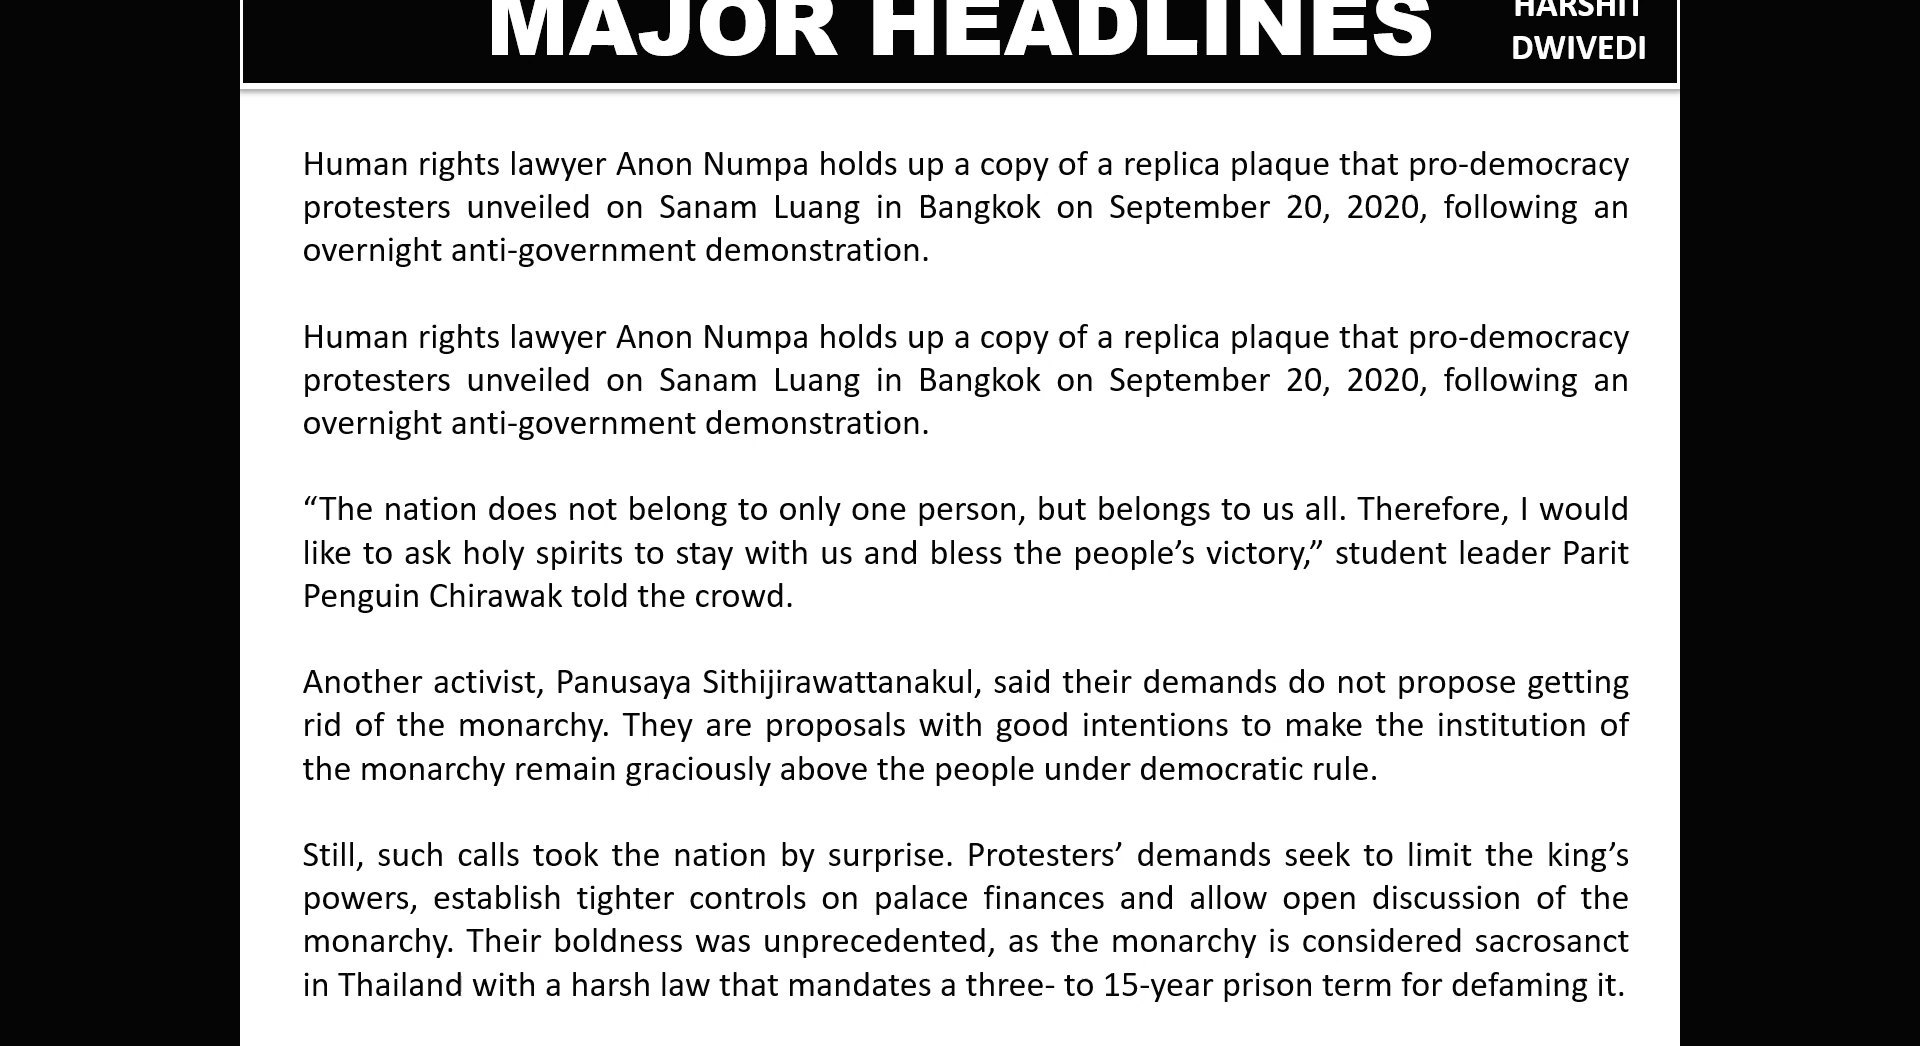 MAJOR HEADLINES
HARSHIT
DWIVEDI
Human rights lawyer Anon Numpa holds up a copy of a replica plaque that pro-democracy
protesters unveiled on Sanam Luang in Bangkok on September 20, 2020, following an
overnight anti-government demonstration.
Human rights lawyer Anon Numpa holds up a copy of a replica plaque that pro-democracy
protesters unveiled on Sanam Luang in Bangkok on September 20, 2020, following an
overnight anti-government demonstration.
“The nation does not belong to only one person, but belongs to us all. Therefore, I would
like to ask holy spirits to stay with us and bless the people’s victory,” student leader Parit
Penguin Chirawak told the crowd.
Another activist, Panusaya Sithijirawattanakul, said their demands do not propose getting
rid of the monarchy. They are proposals with good intentions to make the institution of
the monarchy remain graciously above the people under democratic rule.
Still, such calls took the nation by surprise. Protesters’ demands seek to limit the king’s
powers, establish tighter controls on palace finances and allow open discussion of the
monarchy. Their boldness was unprecedented, as the monarchy is considered sacrosanct
in Thailand with a harsh law that mandates a three- to 15-year prison term for defaming it.